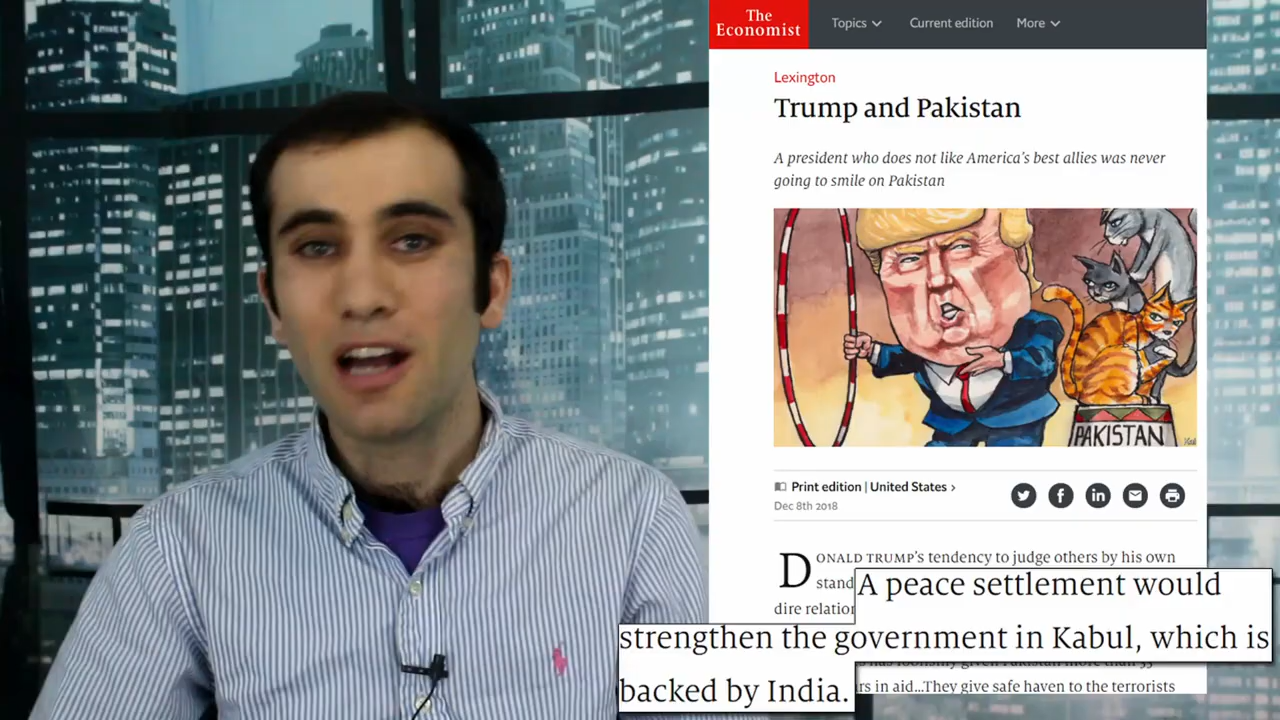 The
Economist
Topics
Current edition
More
Lexington
Trump and Pakistan
A president who does not like America's best allies was never
going to smile on Pakistan
PAKISTAN
Print edition | United States ›
Dec 8th 2018
DONALD TRUMP'S tendency to judge others by his own
stand
dire relation
A peace settlement would
strengthen the government in Kabul, which is
backed by India.
rs in aid...They give safe haven to the terrorists